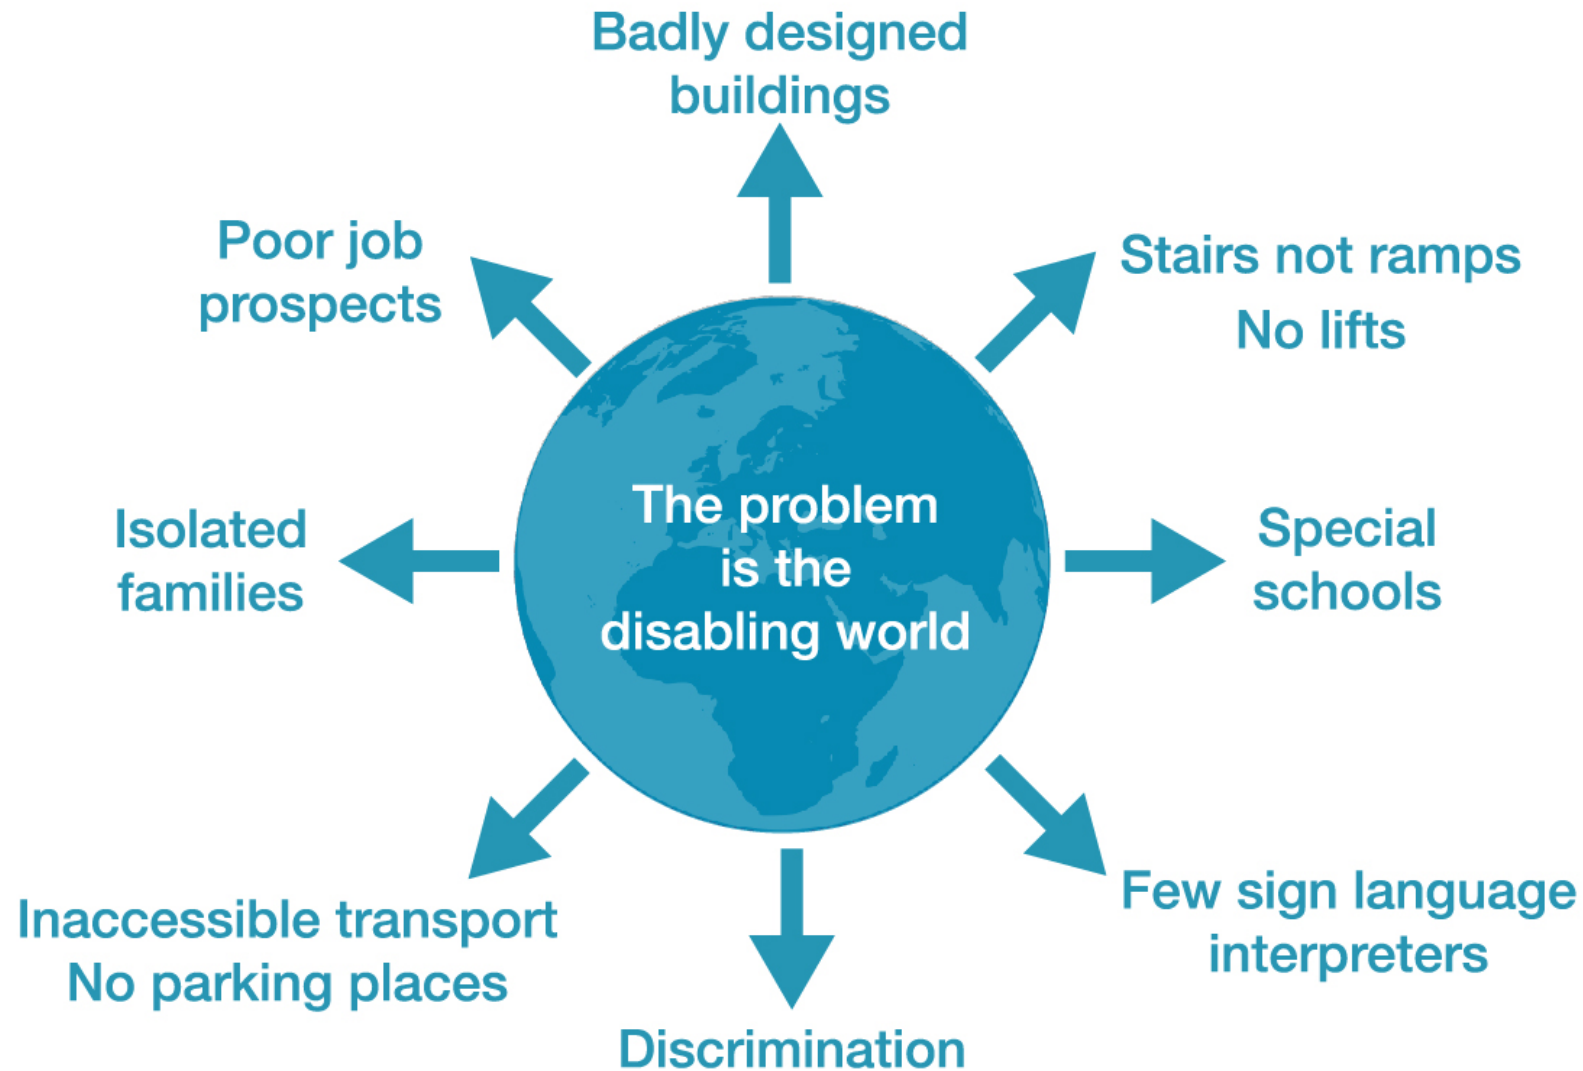 Badly designed
buildings
Poor job
prospects
Stairs not ramps
No lifts
Isolated
families
The problem
is the
disabling world
Special
schools
Inaccessible transport
No parking places
Few sign language
interpreters
Discrimination